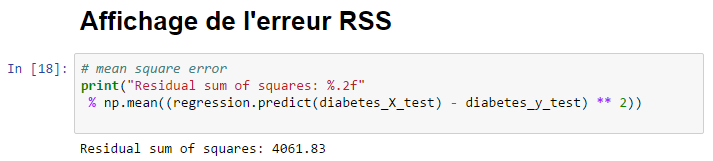 Affichage de l'erreur RSS
In [18]: # mean square error
print("Residual sum of squares: %.2f"
% np.mean((regression.predict(diabetes_X_test) - diabetes_y_test) ** 2))
Residual sum of squares: 4061.83